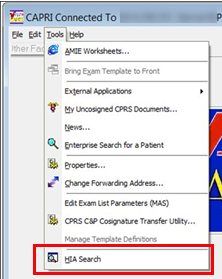 CAPRI Connected To
File Edit Tools Help
Other Fac
AMIE Worksheets...
Bring Exam Template to Front
External Applications
My Uncosigned CPRS Documents...
News...
Enterprise Search for a Patient
Properties...
Change Forwarding Address...
Edit Exam List Parameters (MAS)
CPRS C&P Cosignature Transfer Utility...
Manage Template Definitions
HIA Search